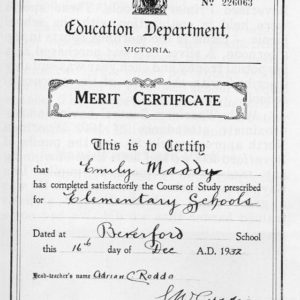 Nº 226063
Education Department,
VICTORIA.
MERIT CERTIFICATE
This is to Certify
that Emily Maddy
has completed satisfactorily the Course of Study prescribed
for Elementary Schools
Dated at School
this 16th day of Dec A.D. 1932
Head-teacher's name Adrian C